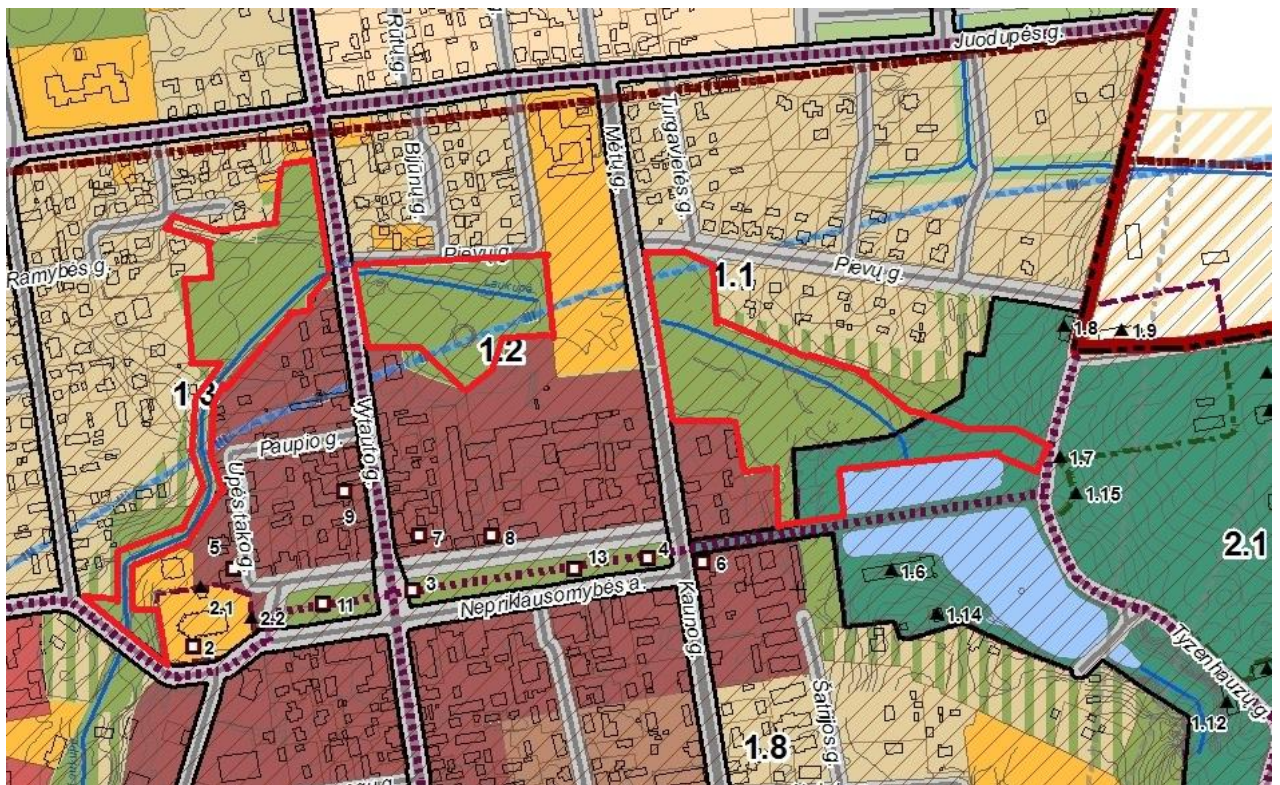 Juodupės g.
Rūtų g.
Bijūnų g.
Mėtų g.
Turgavietės g.
Ramybės g.
Pievų g.
Pievų g.
1.1
Laukupė
1.2
1.8
1.9
1-3
Vytauto g.
Paupio g.
Upės tako g.
9
1.7
1.15
7
8
5
13
4
6
2.1
3
1.6
2.1
2.2
11
Nepriklausomybės a.
Kauno g.
1.14
2
Tyzenhauzų g.
Šatrijos g.
1.12
1.8